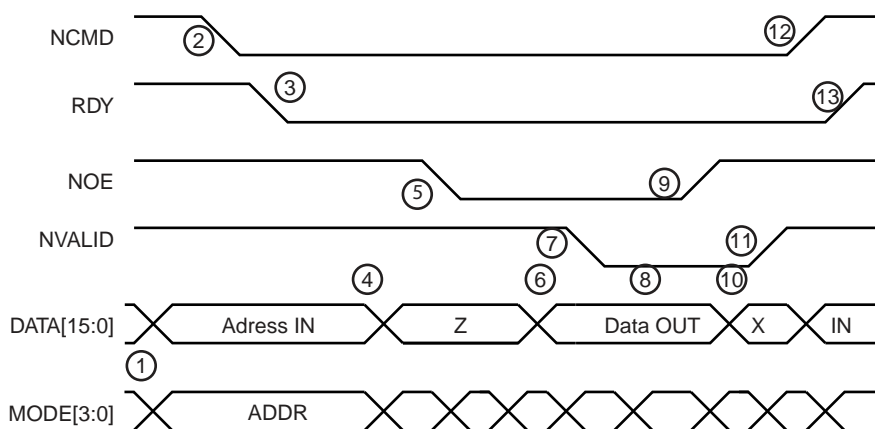 NCMD
2
12
RDY
3
13
NOE
5
9
NVALID
7
11
4
6
8
10
DATA[15:0]
Adress IN
Z
Data OUT
X
IN
1
MODE[3:0]
ADDR